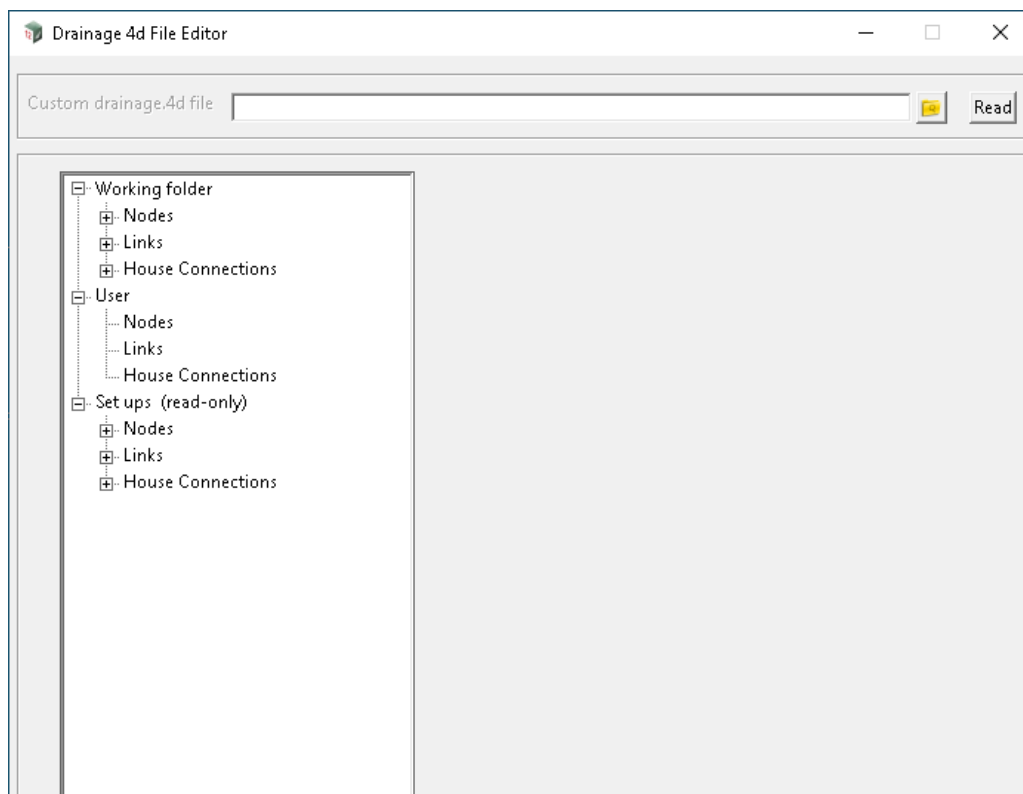 Drainage 4d File Editor
Custom drainage.4d file
Read
Working folder
Nodes
Links
House Connections
User
Nodes
Links
House Connections
Set ups (read-only)
Nodes
Links
House Connections